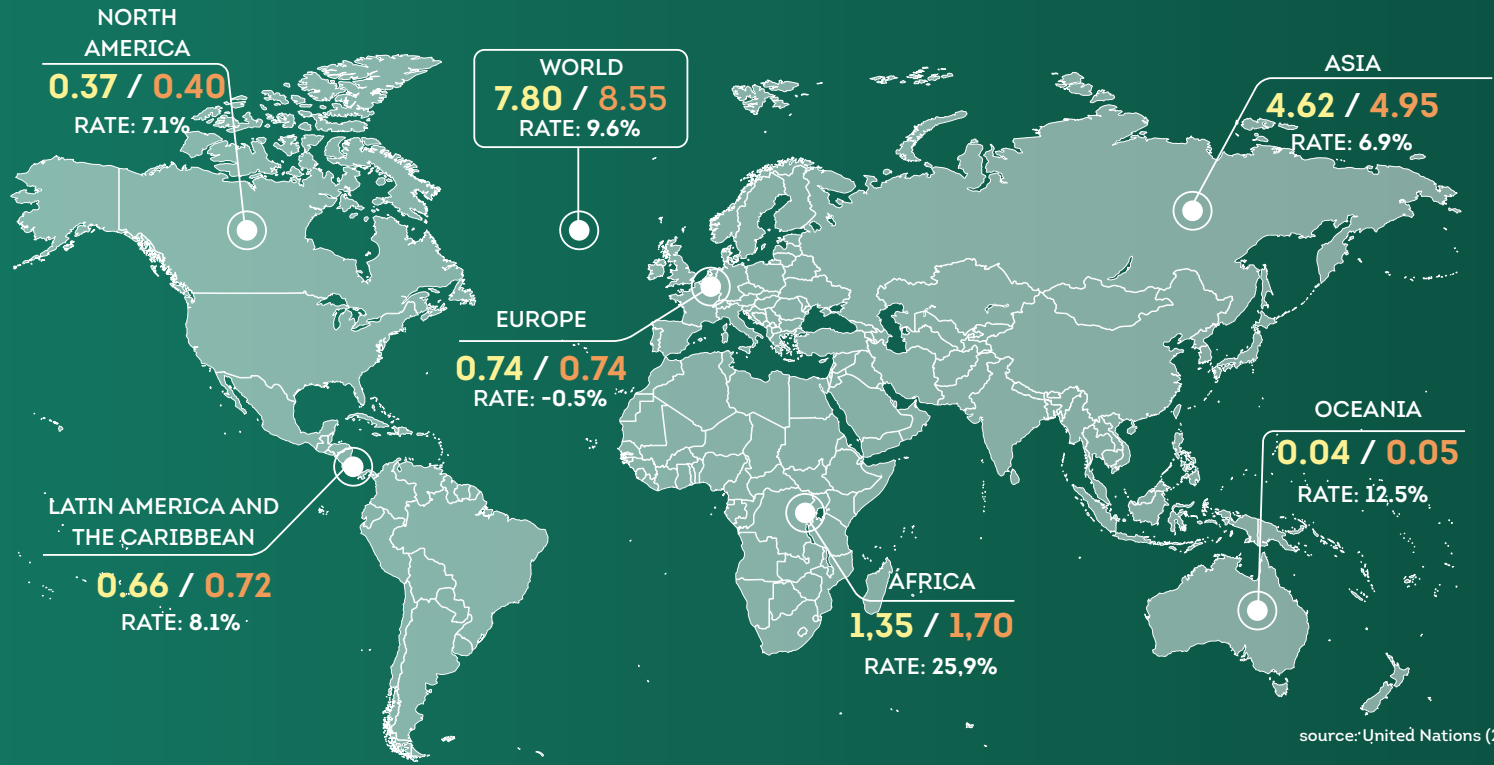 NORTH
AMERICA
0.37 / 0.40
RATE: 7.1%
WORLD
7.80 / 8.55
RATE: 9.6%
ASIA
4.62 / 4.95
RATE: 6.9%
EUROPE
0.74 / 0.74
RATE: -0.5%
OCEANIA
0.04 / 0.05
RATE: 12.5%
LATIN AMERICA AND
THE CARIBBEAN
0.66 / 0.72
RATE: 8.1%
ÁFRICA
1,35 / 1,70
RATE: 25,9%
source: United Nations (